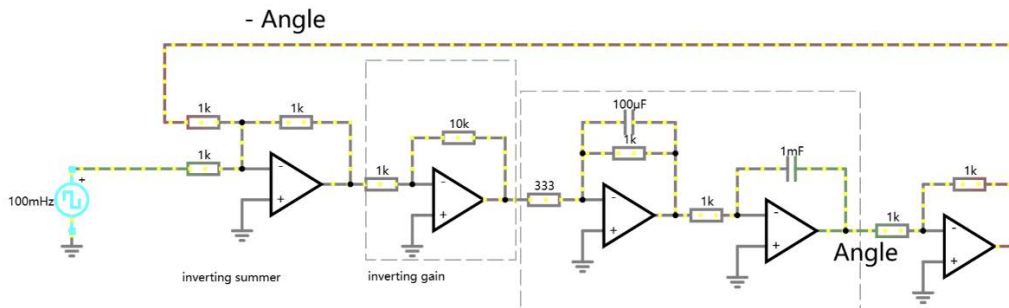 - Angle
1k
1k
1k
100mHz
+
-
+
inverting summer
10k
1k
-
+
inverting gain
100µF
1k
333
-
+
1mF
1k
-
+
Angle
1k
1k
-
+